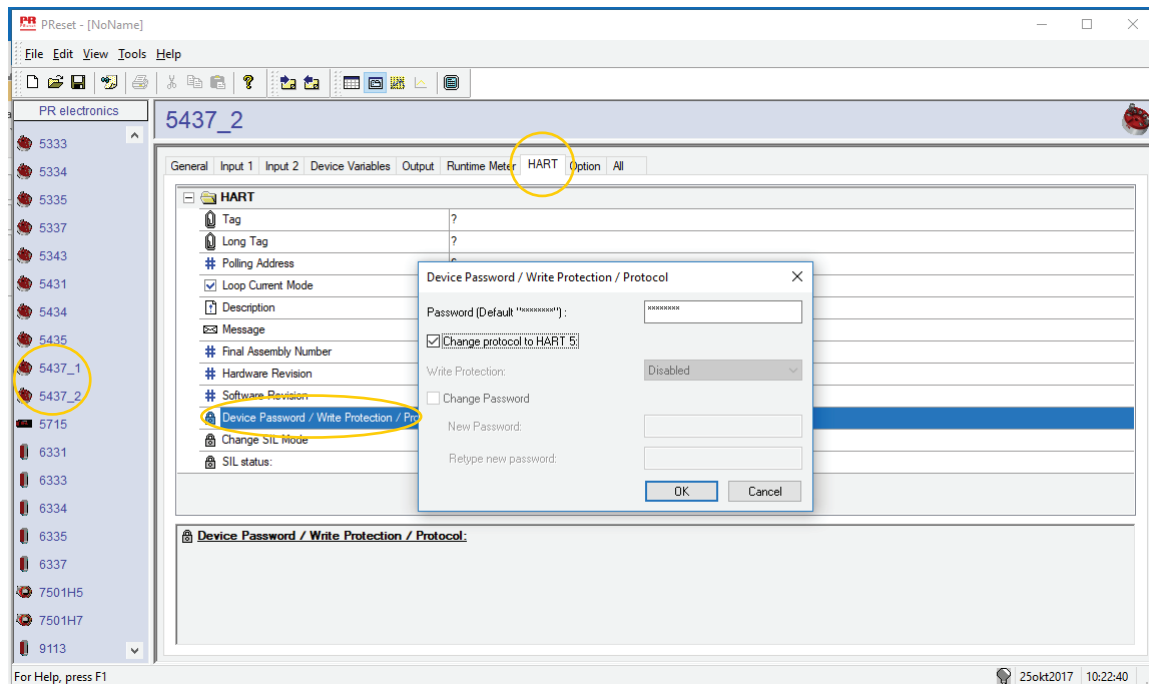 PReset - [NoName]
File Edit View Tools Help
PR electronics
5437_2
5333
5334
5335
5337
5343
5431
5434
5435
5437_1
5437_2
5715
6331
6333
6334
6335
6337
7501H5
7501H7
9113
General Input 1 Input 2 Device Variables Output Runtime Meter HART Option All
HART
Tag ?
Long Tag ?
Polling Address
Loop Current Mode
Description
Message
Final Assembly Number
Hardware Revision
Software Revision
Device Password / Write Protection / Pro
Change SIL Mode
SIL status:
Device Password / Write Protection / Protocol
Password (Default "********") : ********
Change protocol to HART 5:
Write Protection: Disabled
Change Password
New Password:
Retype new password:
OK Cancel
Device Password / Write Protection / Protocol:
For Help, press F1 25okt2017 10:22:40